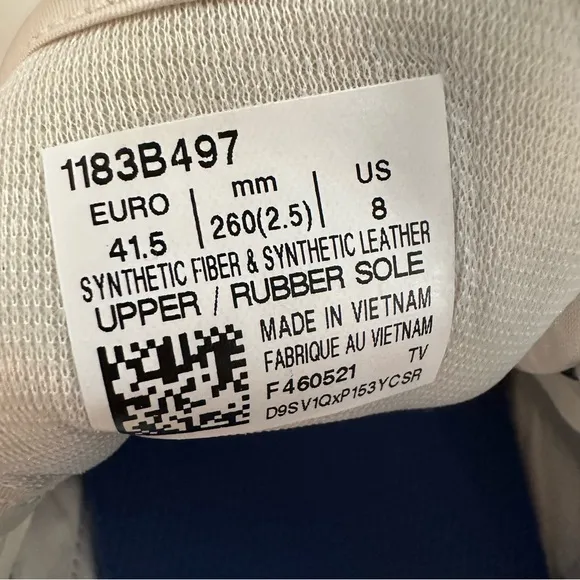 1183B497
EURO mm US
41.5 260(2.5) 8
SYNTHETIC FIBER & SYNTHETIC LEATHER
UPPER / RUBBER SOLE
MADE IN VIETNAM
FABRIQUE AU VIETNAM
TV
F460521
D9SV1QxP153YCSR